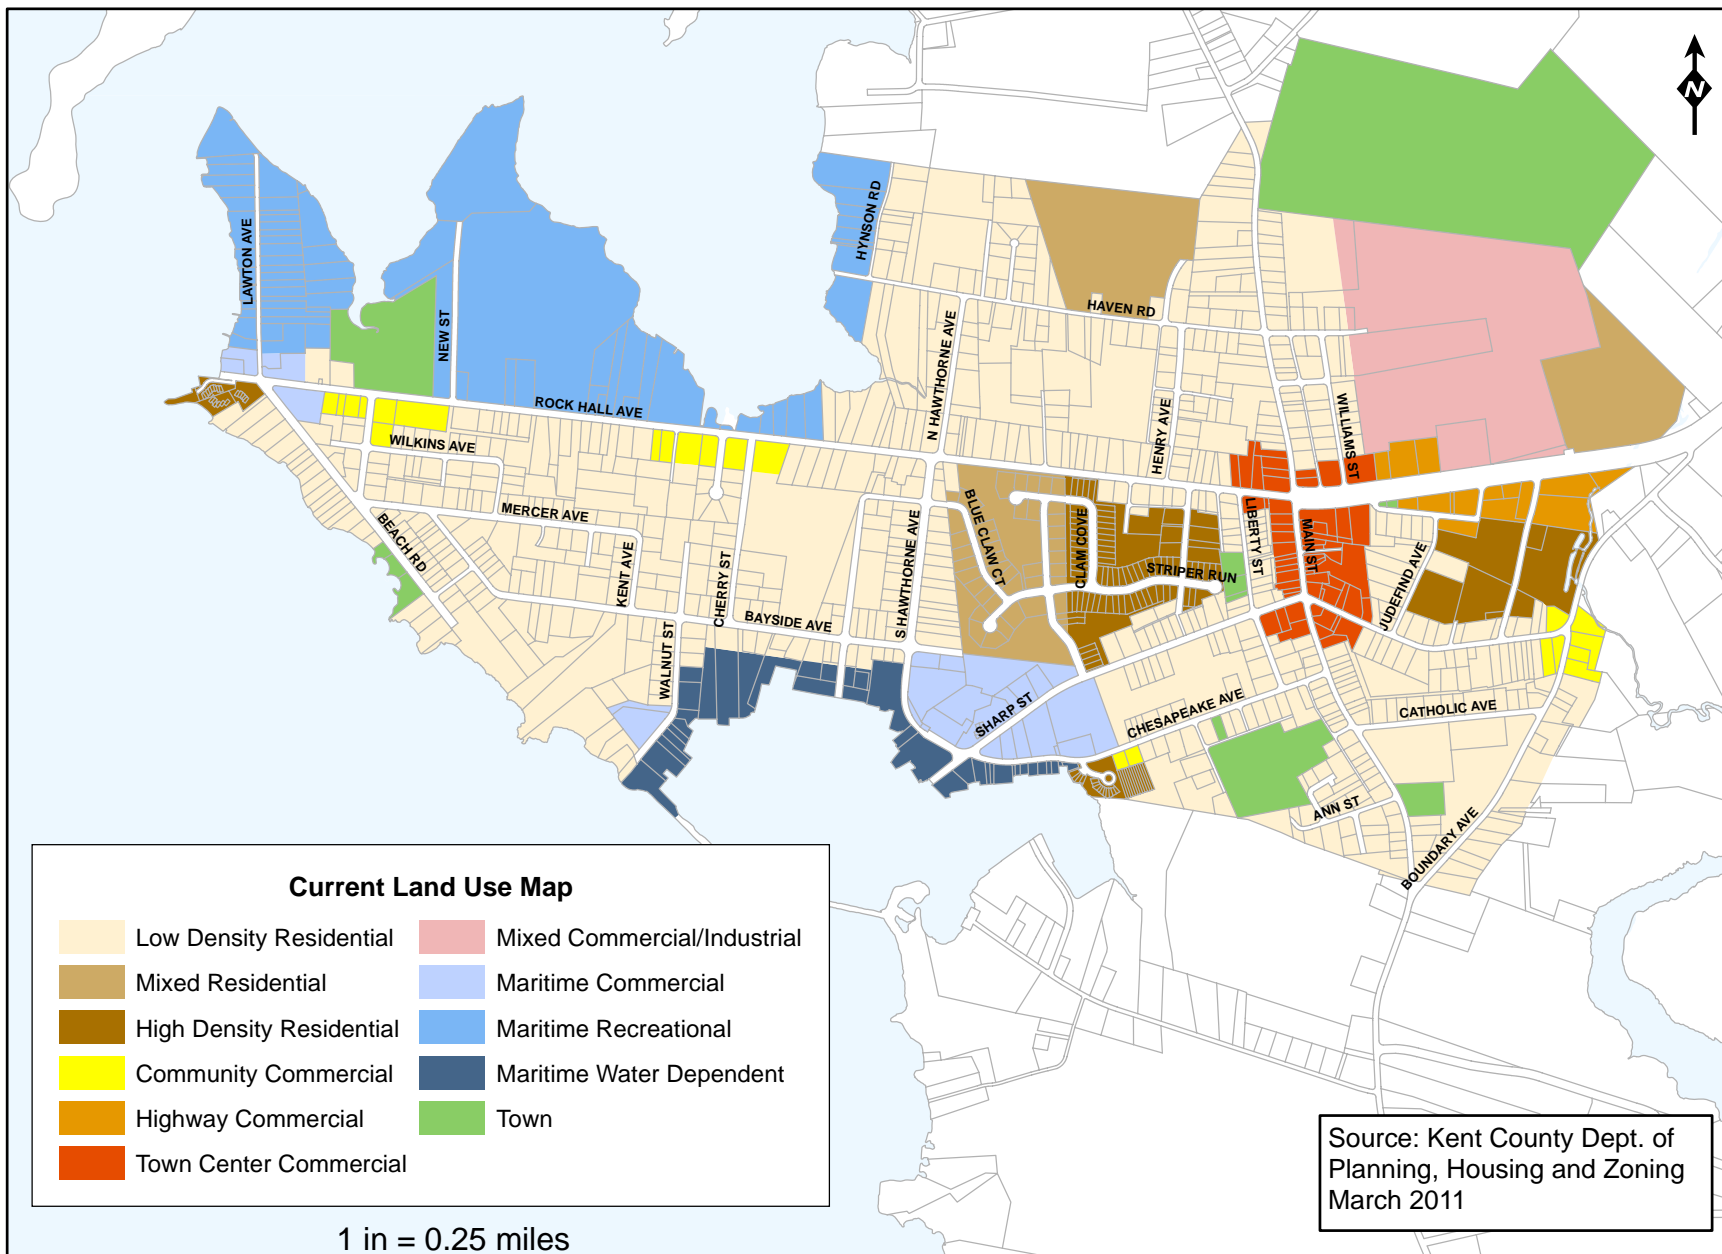 N
HYNSON RD
LAWTON AVE
NEW ST
HAVEN RD
N HAWTHORNE AVE
ROCK HALL AVE
WILLIAMS ST
HENRY AVE
WILKINS AVE
BLUE CLAW CT
LIBERTY ST
MAIN ST
MERCER AVE
BEACH RD
CLAM COVE
S HAWTHORNE AVE
STRIPER RUN
KENT AVE
CHERRY ST
JUDEFIND AVE
BAYSIDE AVE
WALNUT ST
SHARP ST
CHESAPEAKE AVE
CATHOLIC AVE
ANN ST
BOUNDARY AVE
Current Land Use Map
Low Density Residential
Mixed Residential
High Density Residential
Community Commercial
Highway Commercial
Town Center Commercial
Mixed Commercial/Industrial
Maritime Commercial
Maritime Recreational
Maritime Water Dependent
Town
1 in = 0.25 miles
Source: Kent County Dept. of
Planning, Housing and Zoning
March 2011